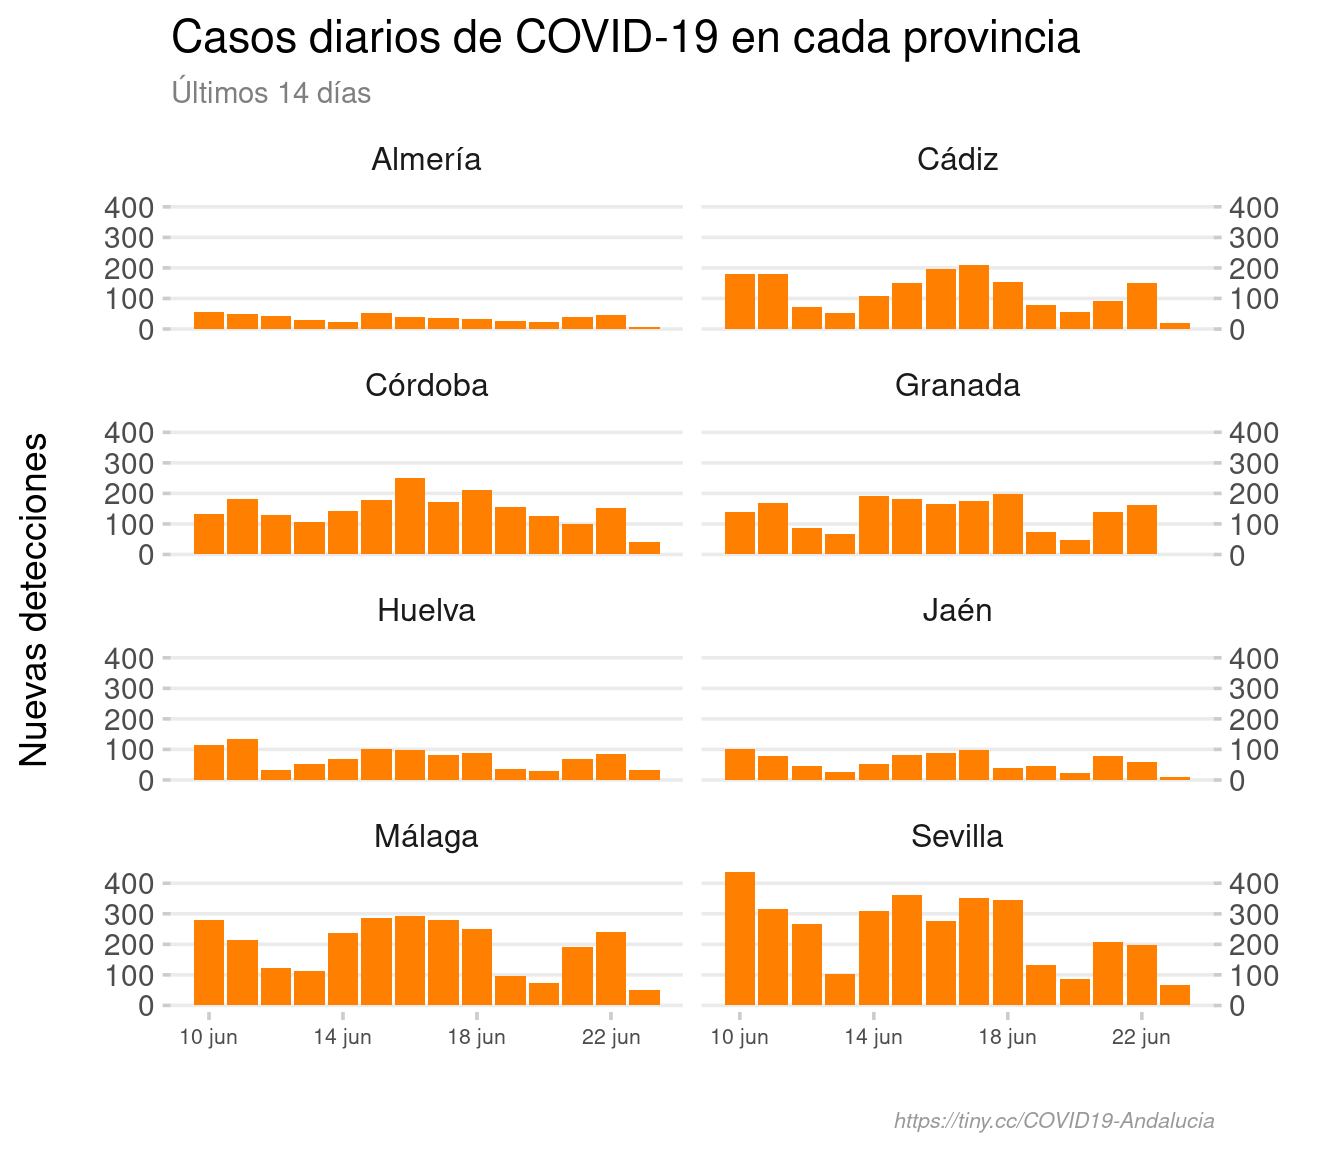 Casos diarios de COVID-19 en cada provincia
Últimos 14 días
Nuevas detecciones
Almería
Cádiz
400
300
200
100
0
400
300
200
100
0
Córdoba
Granada
400
300
200
100
0
400
300
200
100
0
Huelva
Jaén
400
300
200
100
0
400
300
200
100
0
Málaga
Sevilla
400
300
200
100
0
400
300
200
100
0
10 jun 14 jun 18 jun 22 jun
10 jun 14 jun 18 jun 22 jun
https://tiny.cc/COVID19-Andalucia